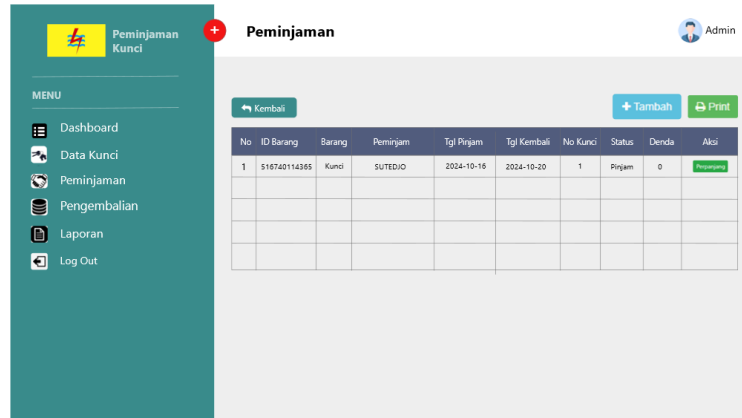 Peminjaman
Kunci
MENU
Dashboard
Data Kunci
Peminjaman
Pengembalian
Laporan
Log Out
+ Peminjaman
Admin
Kembali
+ Tambah
Print
No ID Barang Barang Peminjam Tgl Pinjam Tgl Kembali No Kunci Status Denda Aksi
1 516740114365 Kunci SUTEDJO 2024-10-16 2024-10-20 1 Pinjam 0 Perpanjang